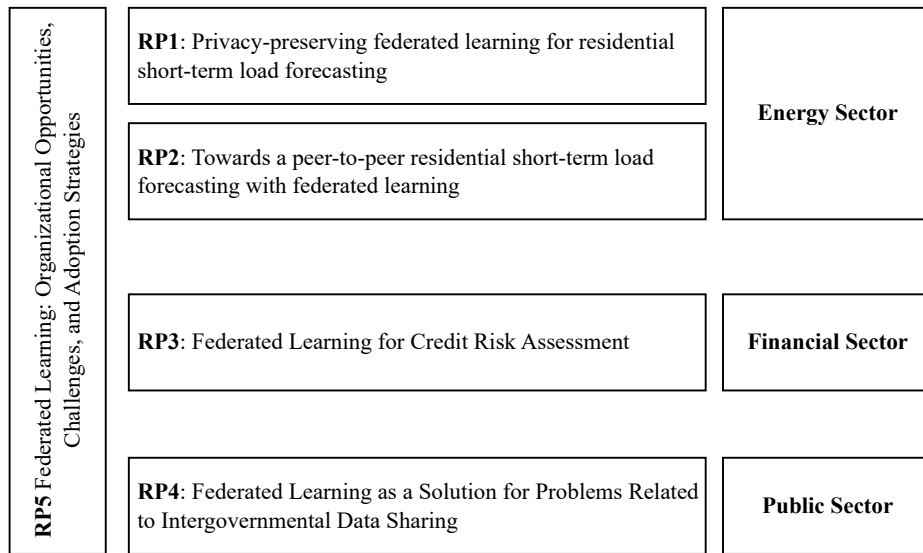 RP5 Federated Learning: Organizational Opportunities,
Challenges, and Adoption Strategies
RP1: Privacy-preserving federated learning for residential
short-term load forecasting
RP2: Towards a peer-to-peer residential short-term load
forecasting with federated learning
Energy Sector
RP3: Federated Learning for Credit Risk Assessment
Financial Sector
RP4: Federated Learning as a Solution for Problems Related
to Intergovernmental Data Sharing
Public Sector